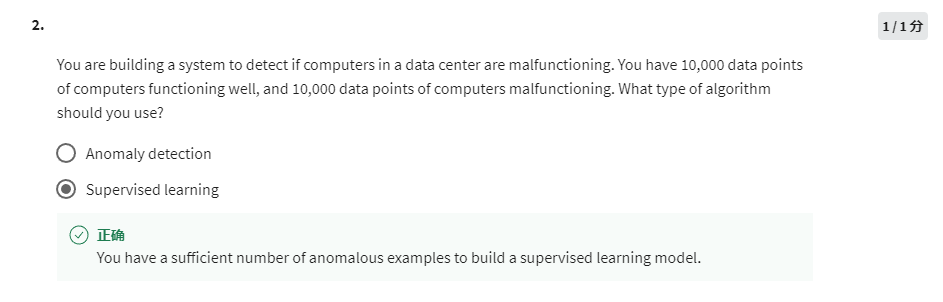 2.
1 / 1 分
You are building a system to detect if computers in a data center are malfunctioning. You have 10,000 data points
of computers functioning well, and 10,000 data points of computers malfunctioning. What type of algorithm
should you use?
Anomaly detection
Supervised learning
正确
You have a sufficient number of anomalous examples to build a supervised learning model.